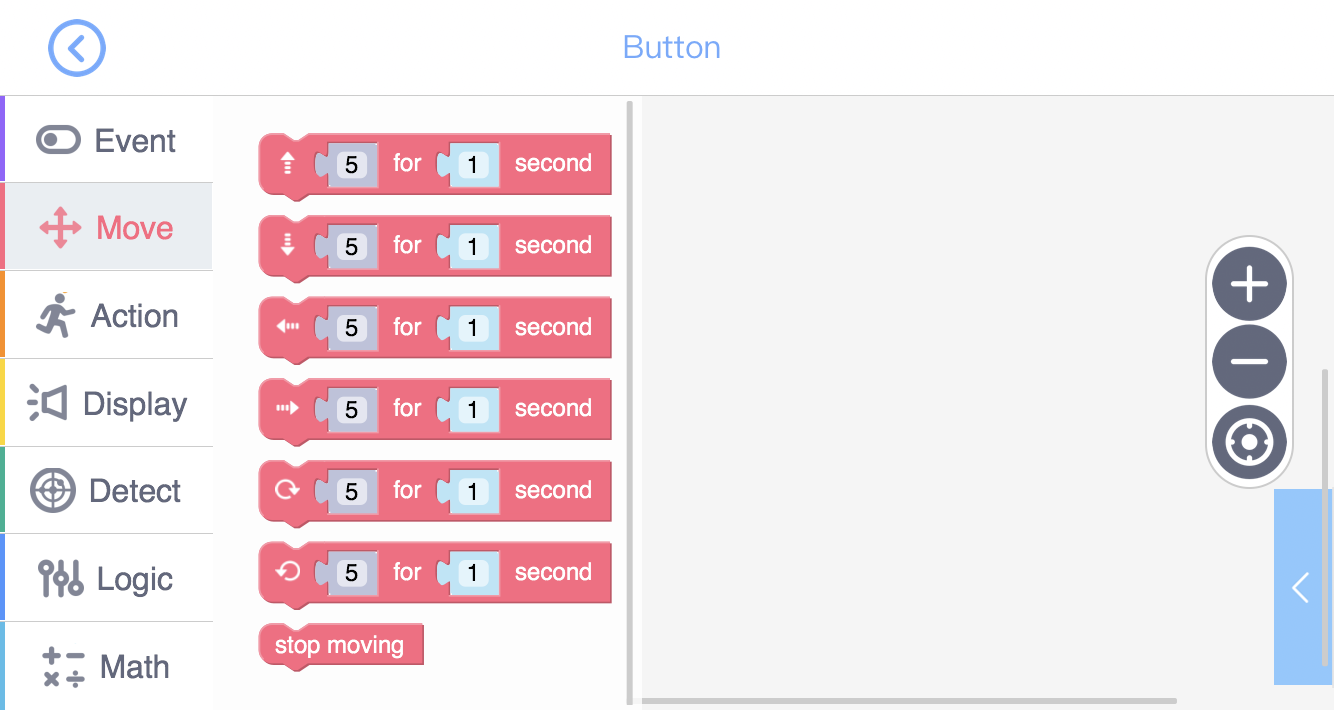 Button
Event
Move
Action
Display
Detect
Logic
Math
5 for 1 second
5 for 1 second
5 for 1 second
5 for 1 second
5 for 1 second
5 for 1 second
stop moving